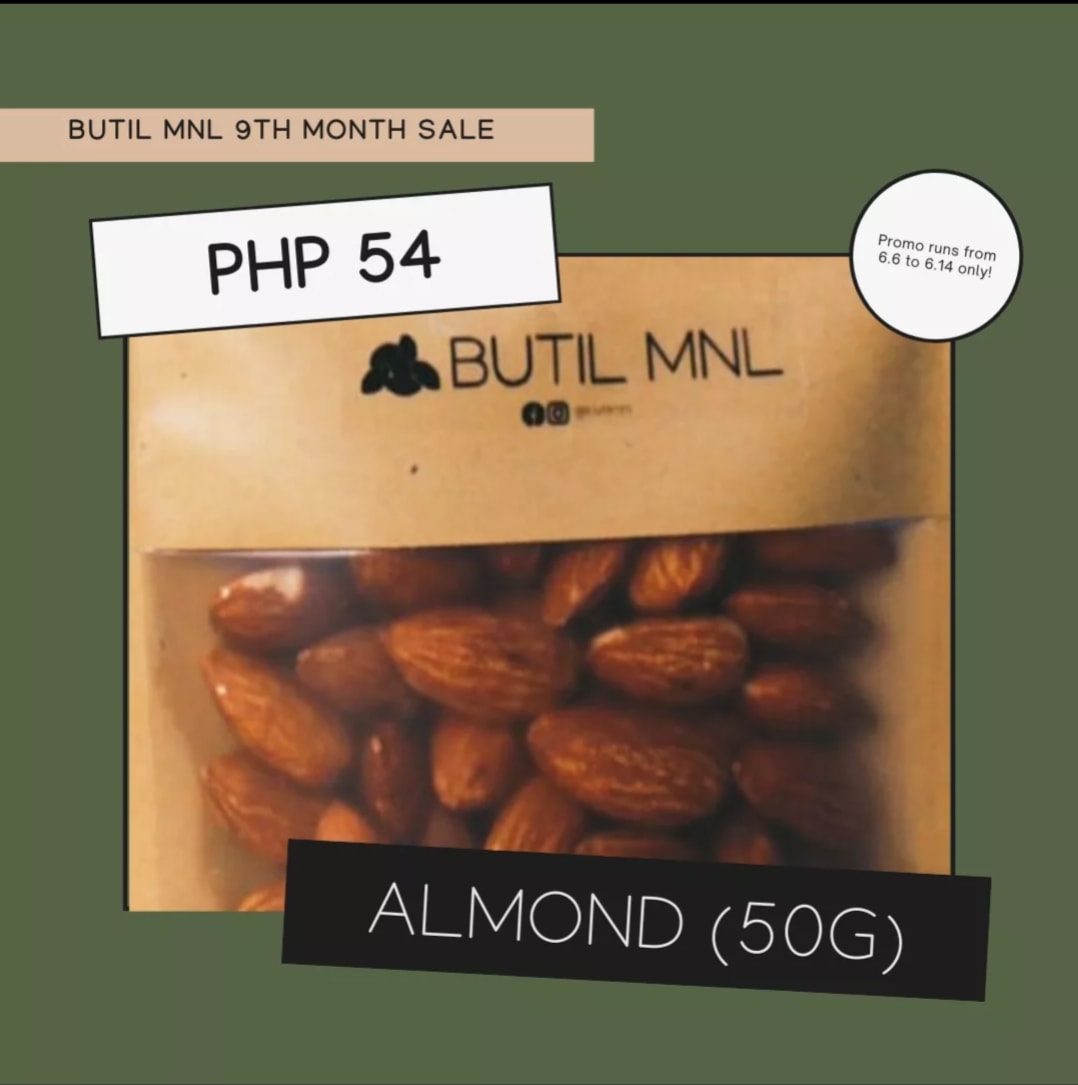 BUTIL MNL 9TH MONTH SALE
PHP 54
Promo runs from
6.6 to 6.14 only!
BUTIL MNL
ALMOND (50G)